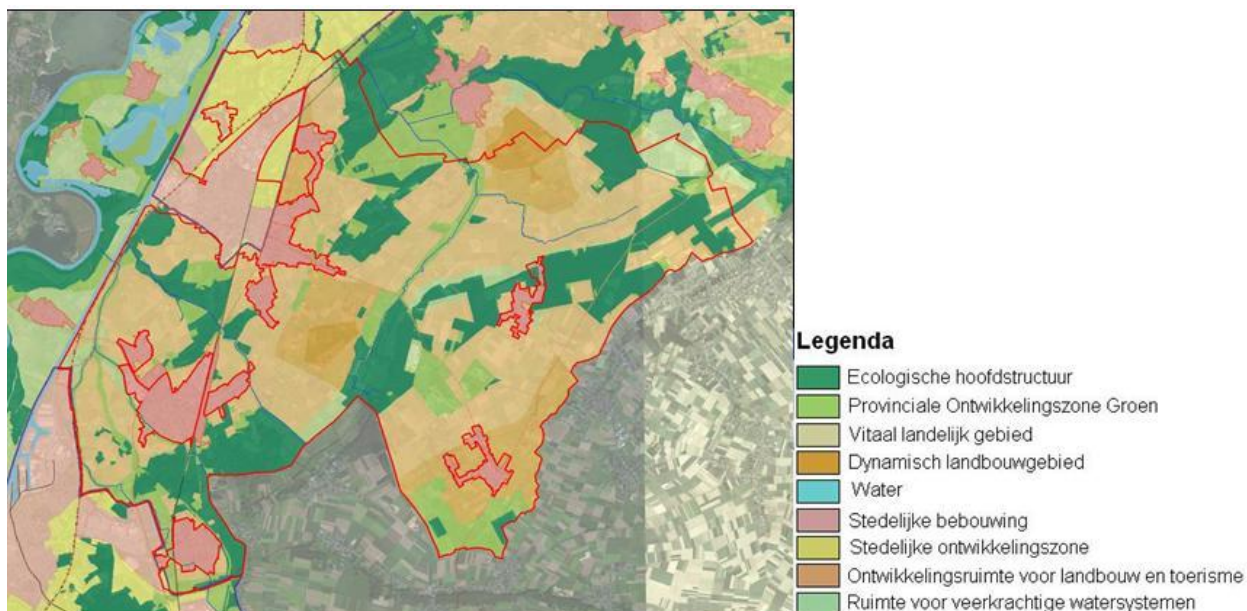 Legenda
Ecologische hoofdstructuur
Provinciale Ontwikkelingszone Groen
Vitaal landelijk gebied
Dynamisch landbouwgebied
Water
Stedelijke bebouwing
Stedelijke ontwikkelingszone
Ontwikkelingsruimte voor landbouw en toerisme
Ruimte voor veerkrachtige watersystemen